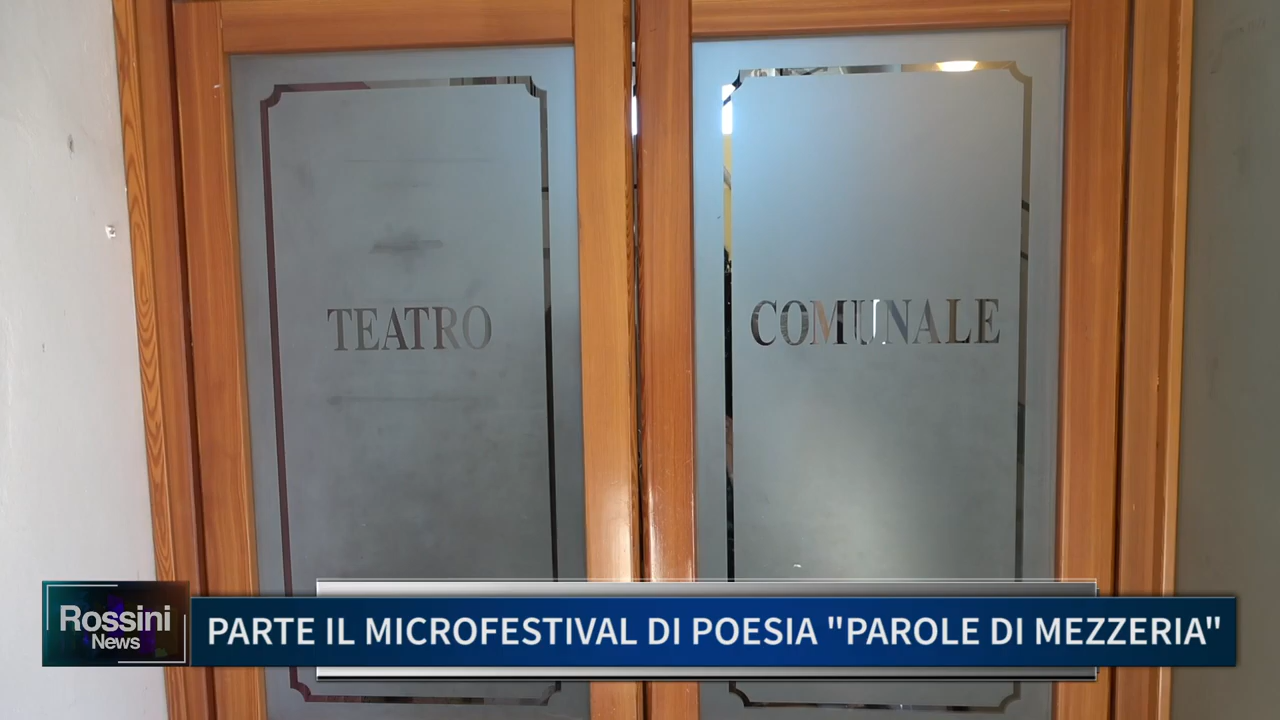 TEATRO COMUNALE
Rossini
News
PARTE IL MICROFESTIVAL DI POESIA "PAROLE DI MEZZERIA"